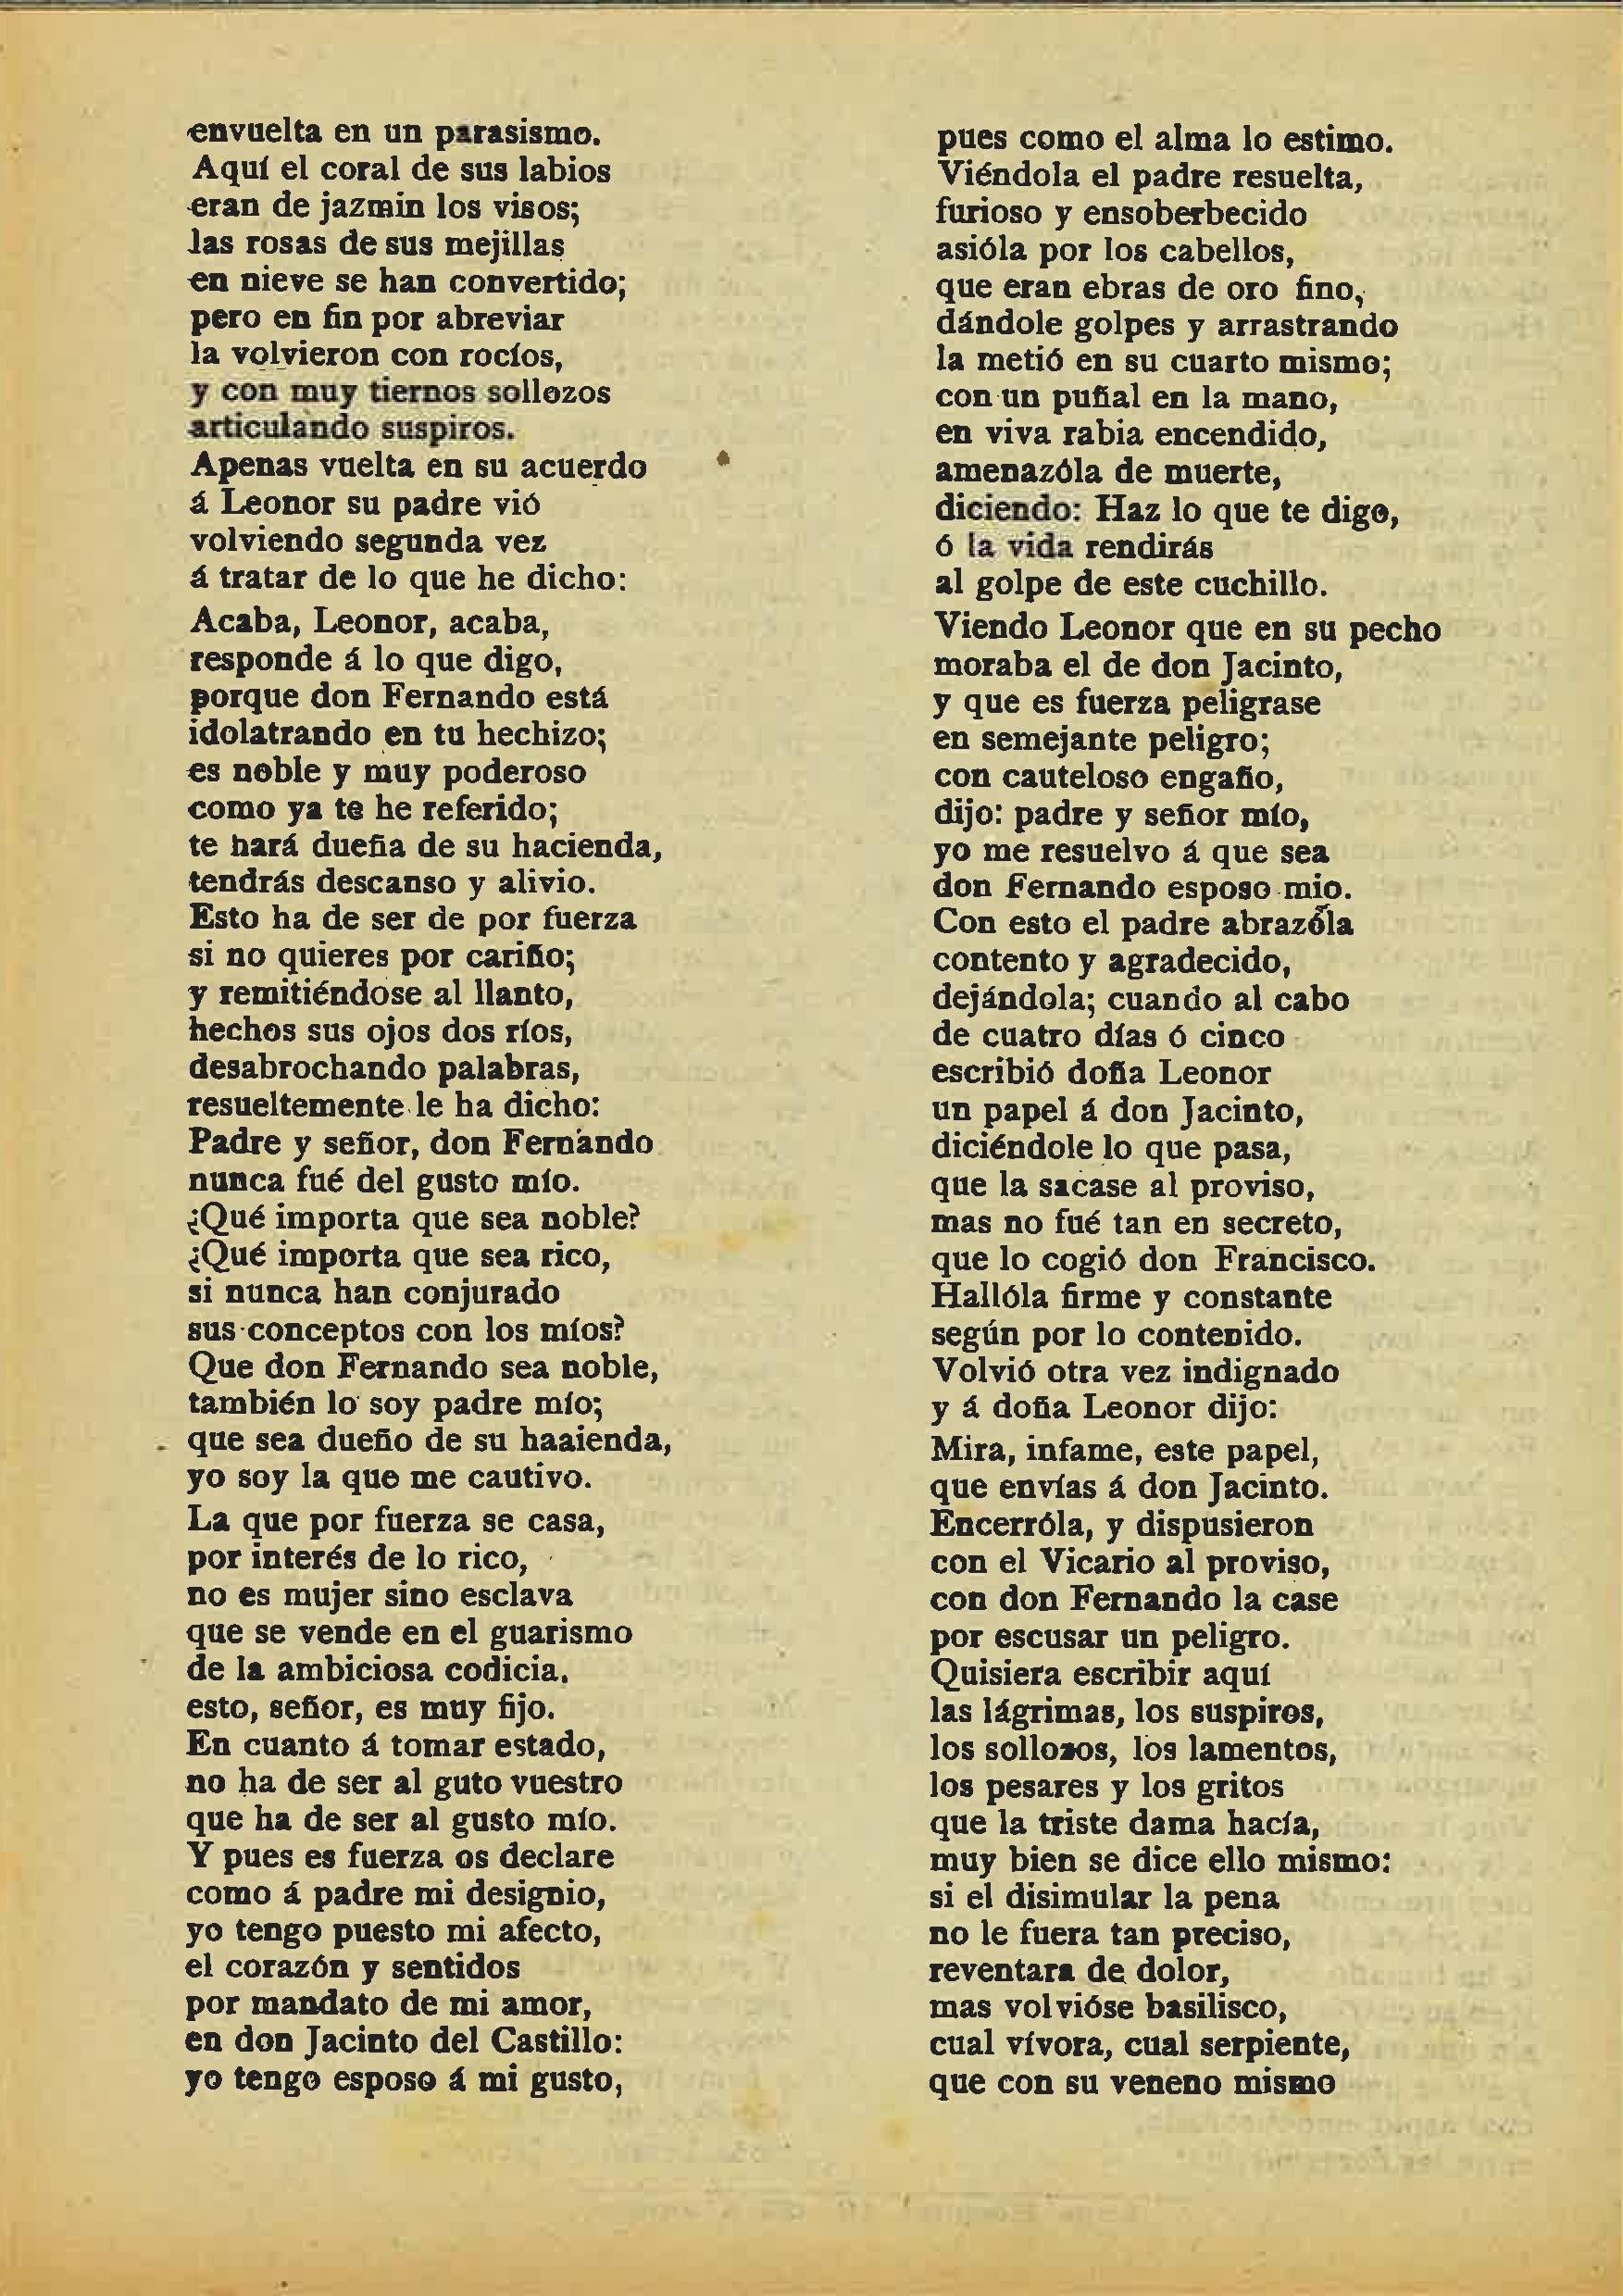 envuelta en un parasismo.
Aquí el coral de sus labios
eran de jazmin los visos;
las rosas de sus mejillas
en nieve se han convertido;
pero en fin por abreviar
la volvieron con rocíos,
y con muy tiernos sollozos
articulando suspiros.
Apenas vuelta en su acuerdo
á Leonor su padre vió
volviendo segunda vez
á tratar de lo que he dicho:
Acaba, Leonor, acaba,
responde á lo que digo,
porque don Fernando está
idolatrando en tu hechizo;
es noble y muy poderoso
como ya te he referido;
te hará dueña de su hacienda,
tendrás descanso y alivio.
Esto ha de ser de por fuerza
si no quieres por cariño;
y remitiéndose al llanto,
hechos sus ojos dos ríos,
desabrochando palabras,
resueltemente le ha dicho:
Padre y señor, don Fernando
nunca fué del gusto mío.
¿Qué importa que sea noble?
¿Qué importa que sea rico,
si nunca han conjurado
sus conceptos con los míos?
Que don Fernando sea noble,
también lo soy padre mío;
que sea dueño de su haaienda,
yo soy la que me cautivo.
La que por fuerza se casa,
por interés de lo rico,
no es mujer sino esclava
que se vende en el guarismo
de la ambiciosa codicia,
esto, señor, es muy fijo.
En cuanto á tomar estado,
no ha de ser al guto vuestro
que ha de ser al gusto mío.
Y pues es fuerza os declare
como á padre mi designio,
yo tengo puesto mi afecto,
el corazón y sentidos
por mandato de mi amor,
en don Jacinto del Castillo:
yo tengo esposo á mi gusto,
pues como el alma lo estimo.
Viéndola el padre resuelta,
furioso y ensoberbecido
asióla por los cabellos,
que eran ebras de oro fino,
dándole golpes y arrastrando
la metió en su cuarto mismo;
con un puñal en la mano,
en viva rabia encendido,
amenazóla de muerte,
diciendo: Haz lo que te digo,
ó la vida rendirás
al golpe de este cuchillo.
Viendo Leonor que en su pecho
moraba el de don Jacinto,
y que es fuerza peligrase
en semejante peligro;
con cauteloso engaño,
dijo: padre y señor mío,
yo me resuelvo á que sea
don Fernando esposo mio.
Con esto el padre abrazóla
contento y agradecido,
dejándola; cuando al cabo
de cuatro días ó cinco
escribió doña Leonor
un papel á don Jacinto,
diciéndole lo que pasa,
que la sacase al proviso,
mas no fué tan en secreto,
que lo cogió don Francisco.
Hallóla firme y constante
según por lo contenido.
Volvió otra vez indignado
y á doña Leonor dijo:
Mira, infame, este papel,
que envías á don Jacinto.
Encerróla, y dispusieron
con el Vicario al proviso,
con don Fernando la case
por escusar un peligro.
Quisiera escribir aquí
las lágrimas, los suspiros,
los sollozos, los lamentos,
los pesares y los gritos
que la triste dama hacía,
muy bien se dice ello mismo:
si el disimular la pena
no le fuera tan preciso,
reventara de dolor,
mas volvióse basilisco,
cual vívora, cual serpiente,
que con su veneno mismo